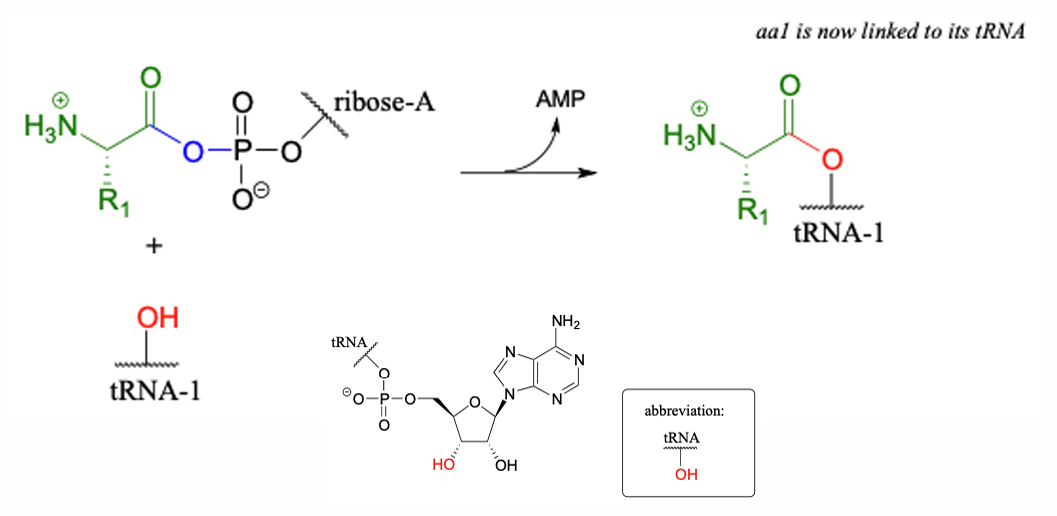 aa1 is now linked to its tRNA
O
⊕
H₃N
O
P
O
O
O⊖
R₁
ribose-A
AMP
O
⊕
H₃N
O
R₁
tRNA-1
+
OH
tRNA-1
tRNA
O
⊖O
P
O
O
O
HO
OH
N
N
NH₂
N
N
abbreviation:
tRNA
OH